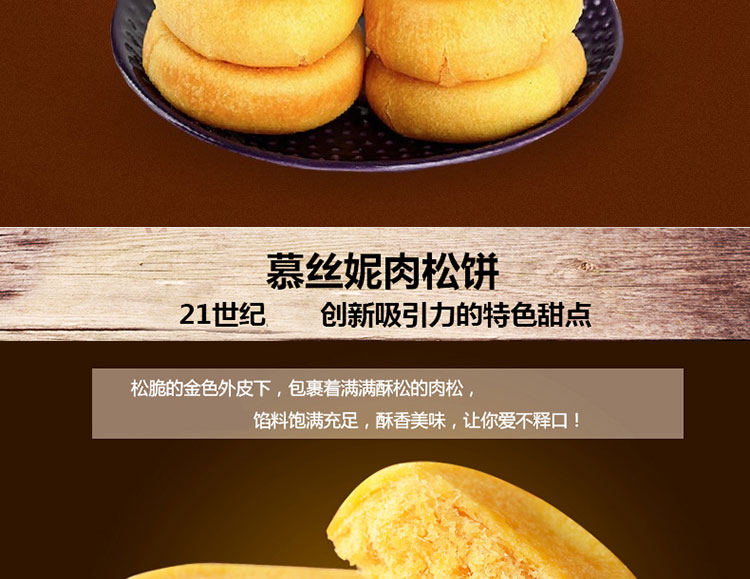 慕丝妮肉松饼
21世纪 创新吸引力的特色甜点
松脆的金色外皮下，包裹着满满酥松的肉松，
馅料饱满充足，酥香美味，让你爱不释口！